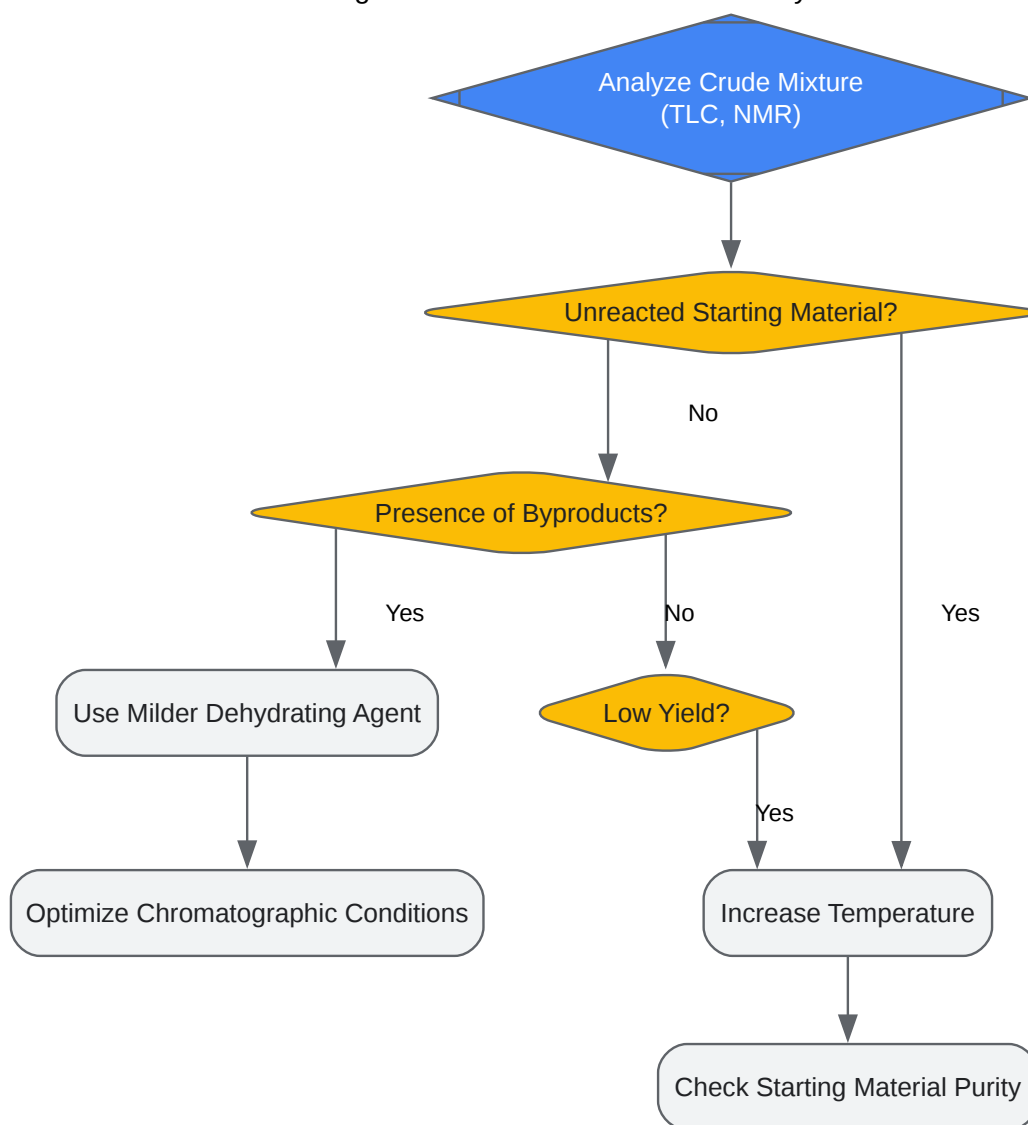 Analyze Crude Mixture
(TLC, NMR)
Unreacted Starting Material?
No
Presence of Byproducts?
Yes
No
Yes
Use Milder Dehydrating Agent
Low Yield?
Yes
Optimize Chromatographic Conditions
Increase Temperature
Check Starting Material Purity